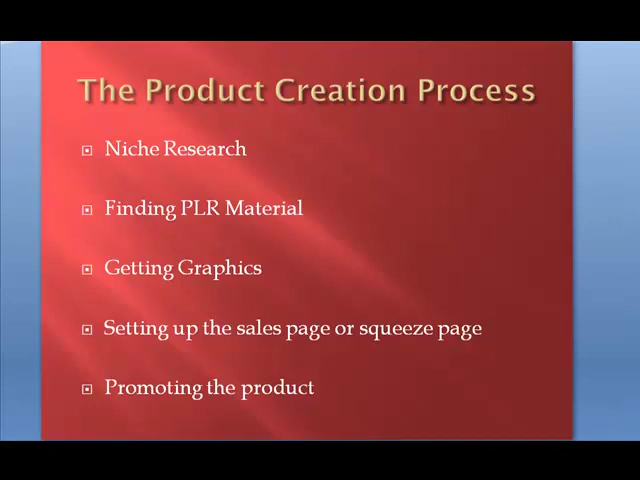 The Product Creation Process
Niche Research
Finding PLR Material
Getting Graphics
Setting up the sales page or squeeze page
Promoting the product